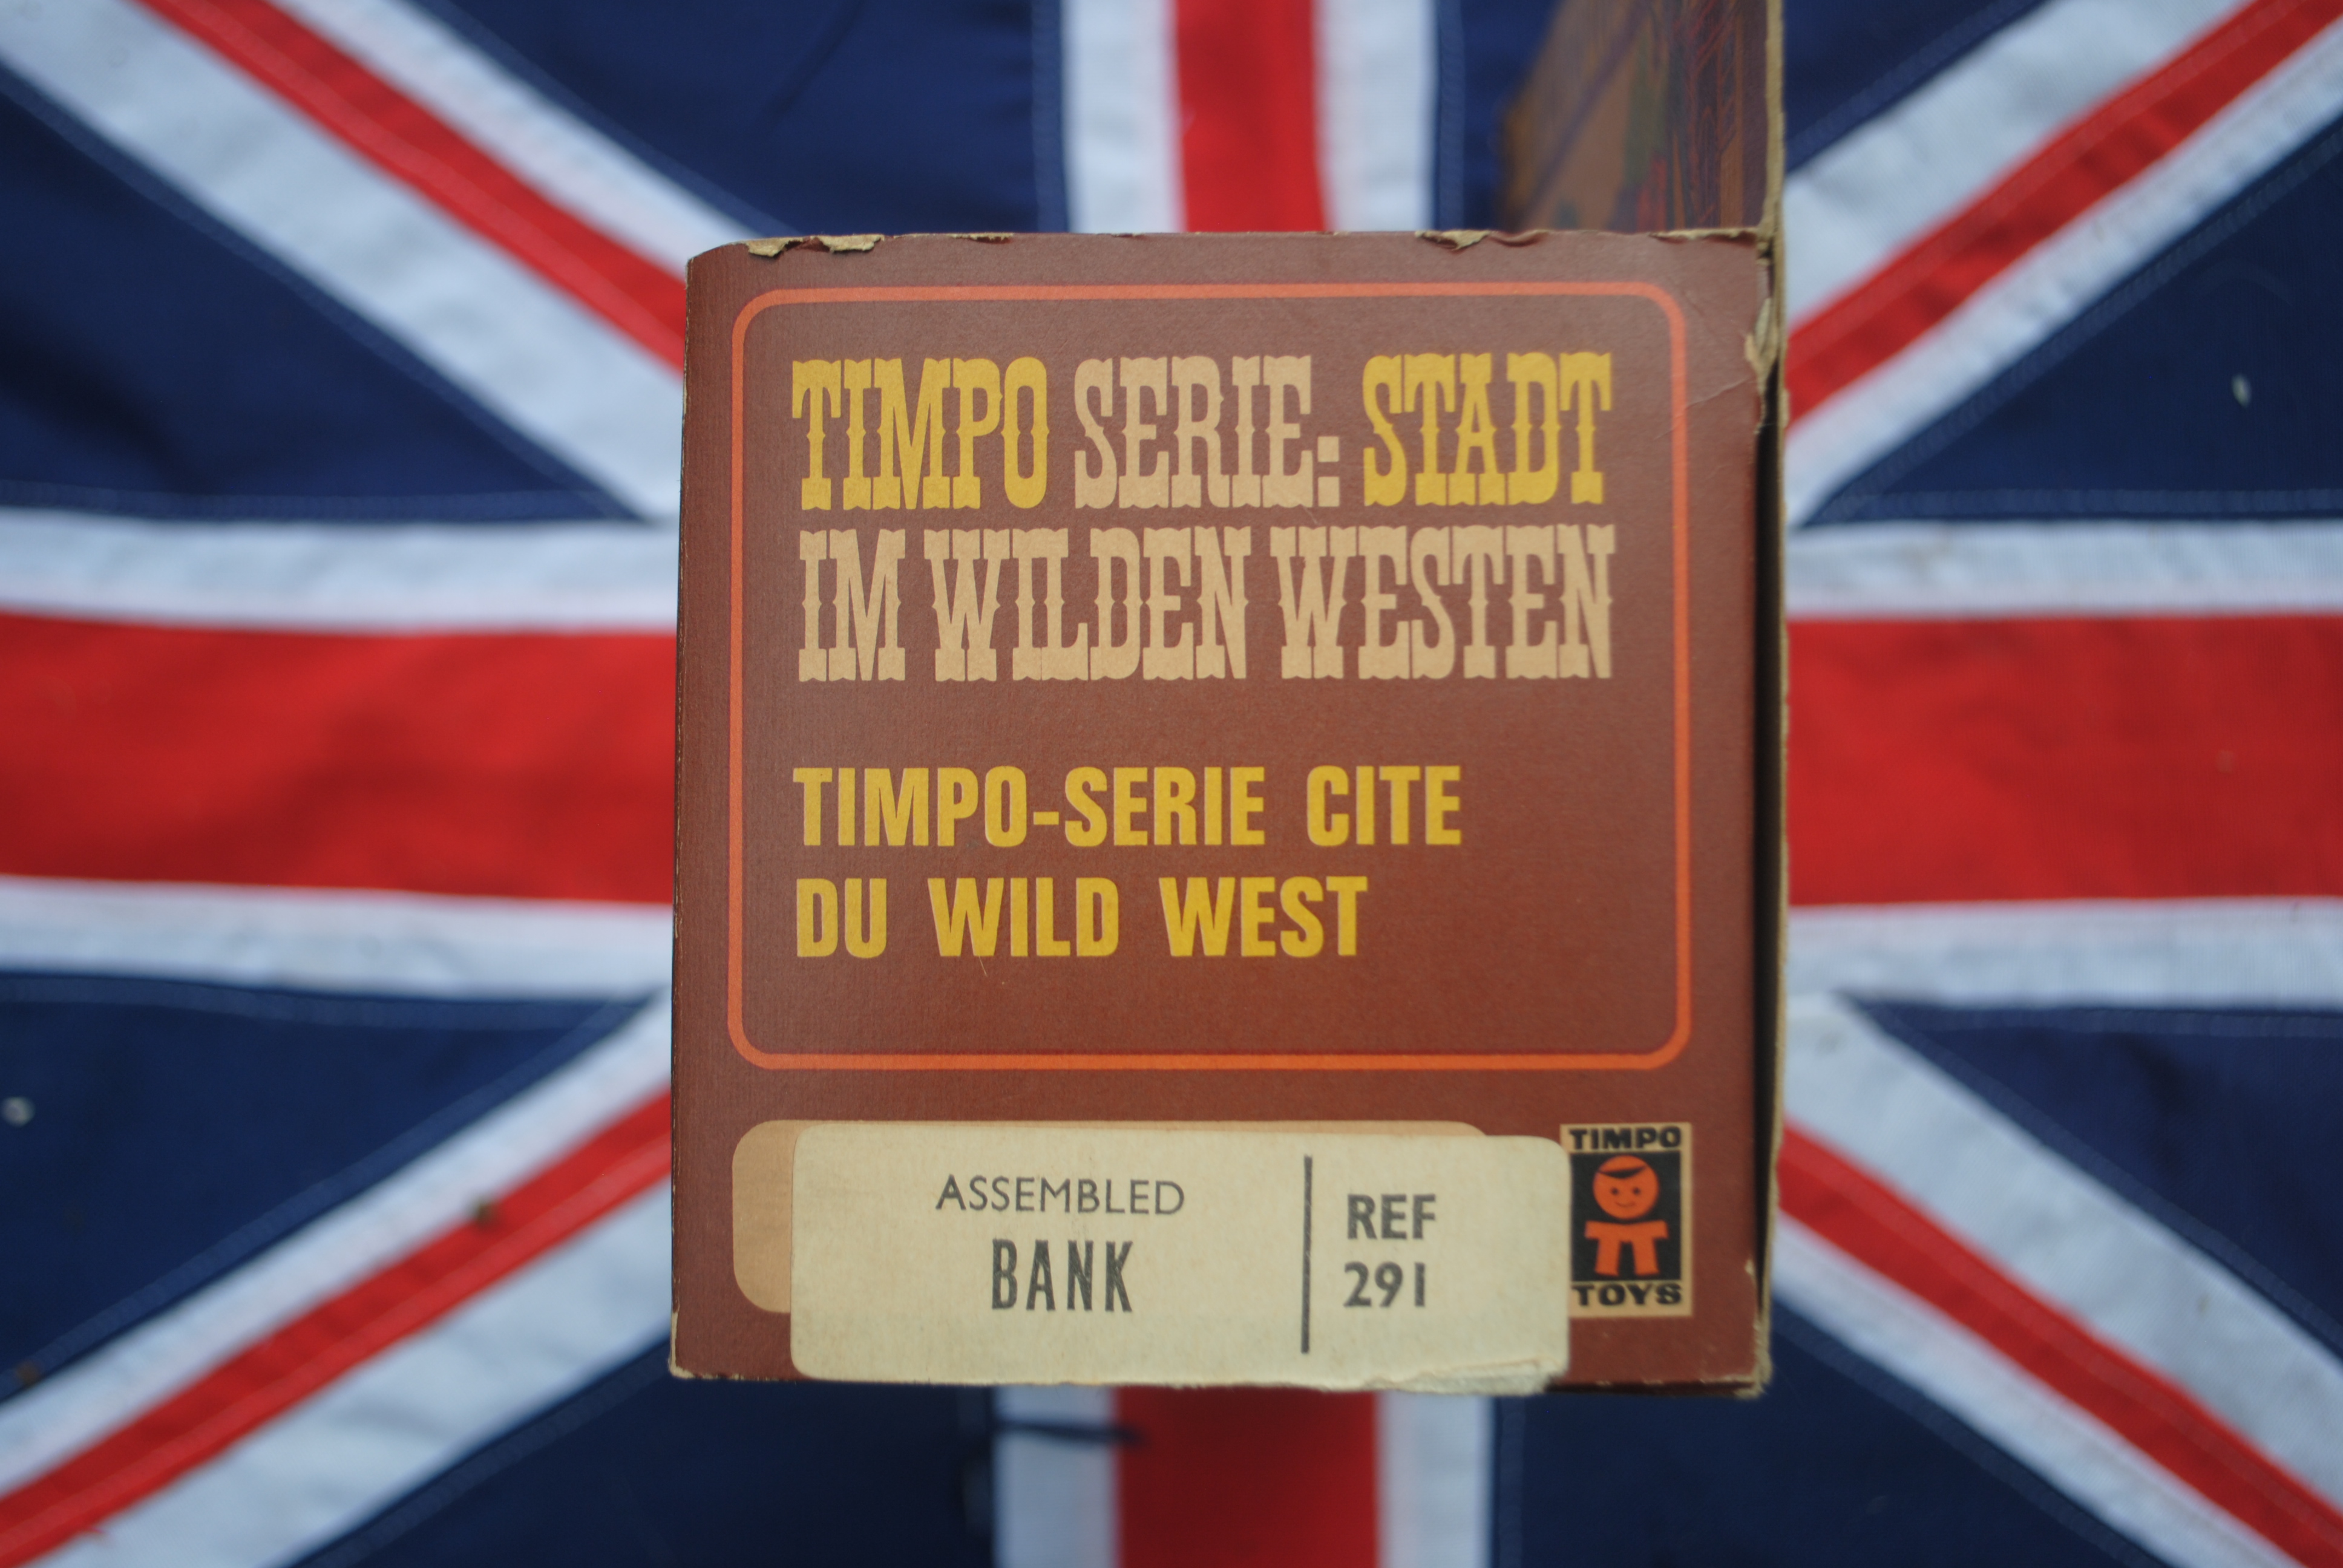 TIMPO SERIE: STADT
IM WILDEN WESTEN
TIMPO-SERIE CITE
DU WILD WEST
ASSEMBLED
BANK
REF
291
TIMPO
TOYS